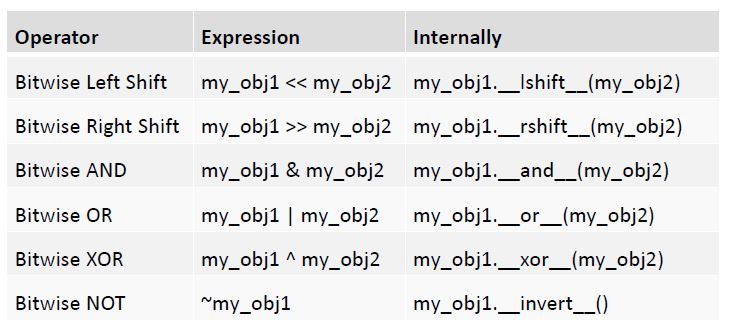 Operator Expression Internally
Bitwise Left Shift my_obj1 << my_obj2 my_obj1.__lshift__(my_obj2)
Bitwise Right Shift my_obj1 >> my_obj2 my_obj1.__rshift__(my_obj2)
Bitwise AND my_obj1 & my_obj2 my_obj1.__and__(my_obj2)
Bitwise OR my_obj1 | my_obj2 my_obj1.__or__(my_obj2)
Bitwise XOR my_obj1 ^ my_obj2 my_obj1.__xor__(my_obj2)
Bitwise NOT ~my_obj1 my_obj1.__invert__()